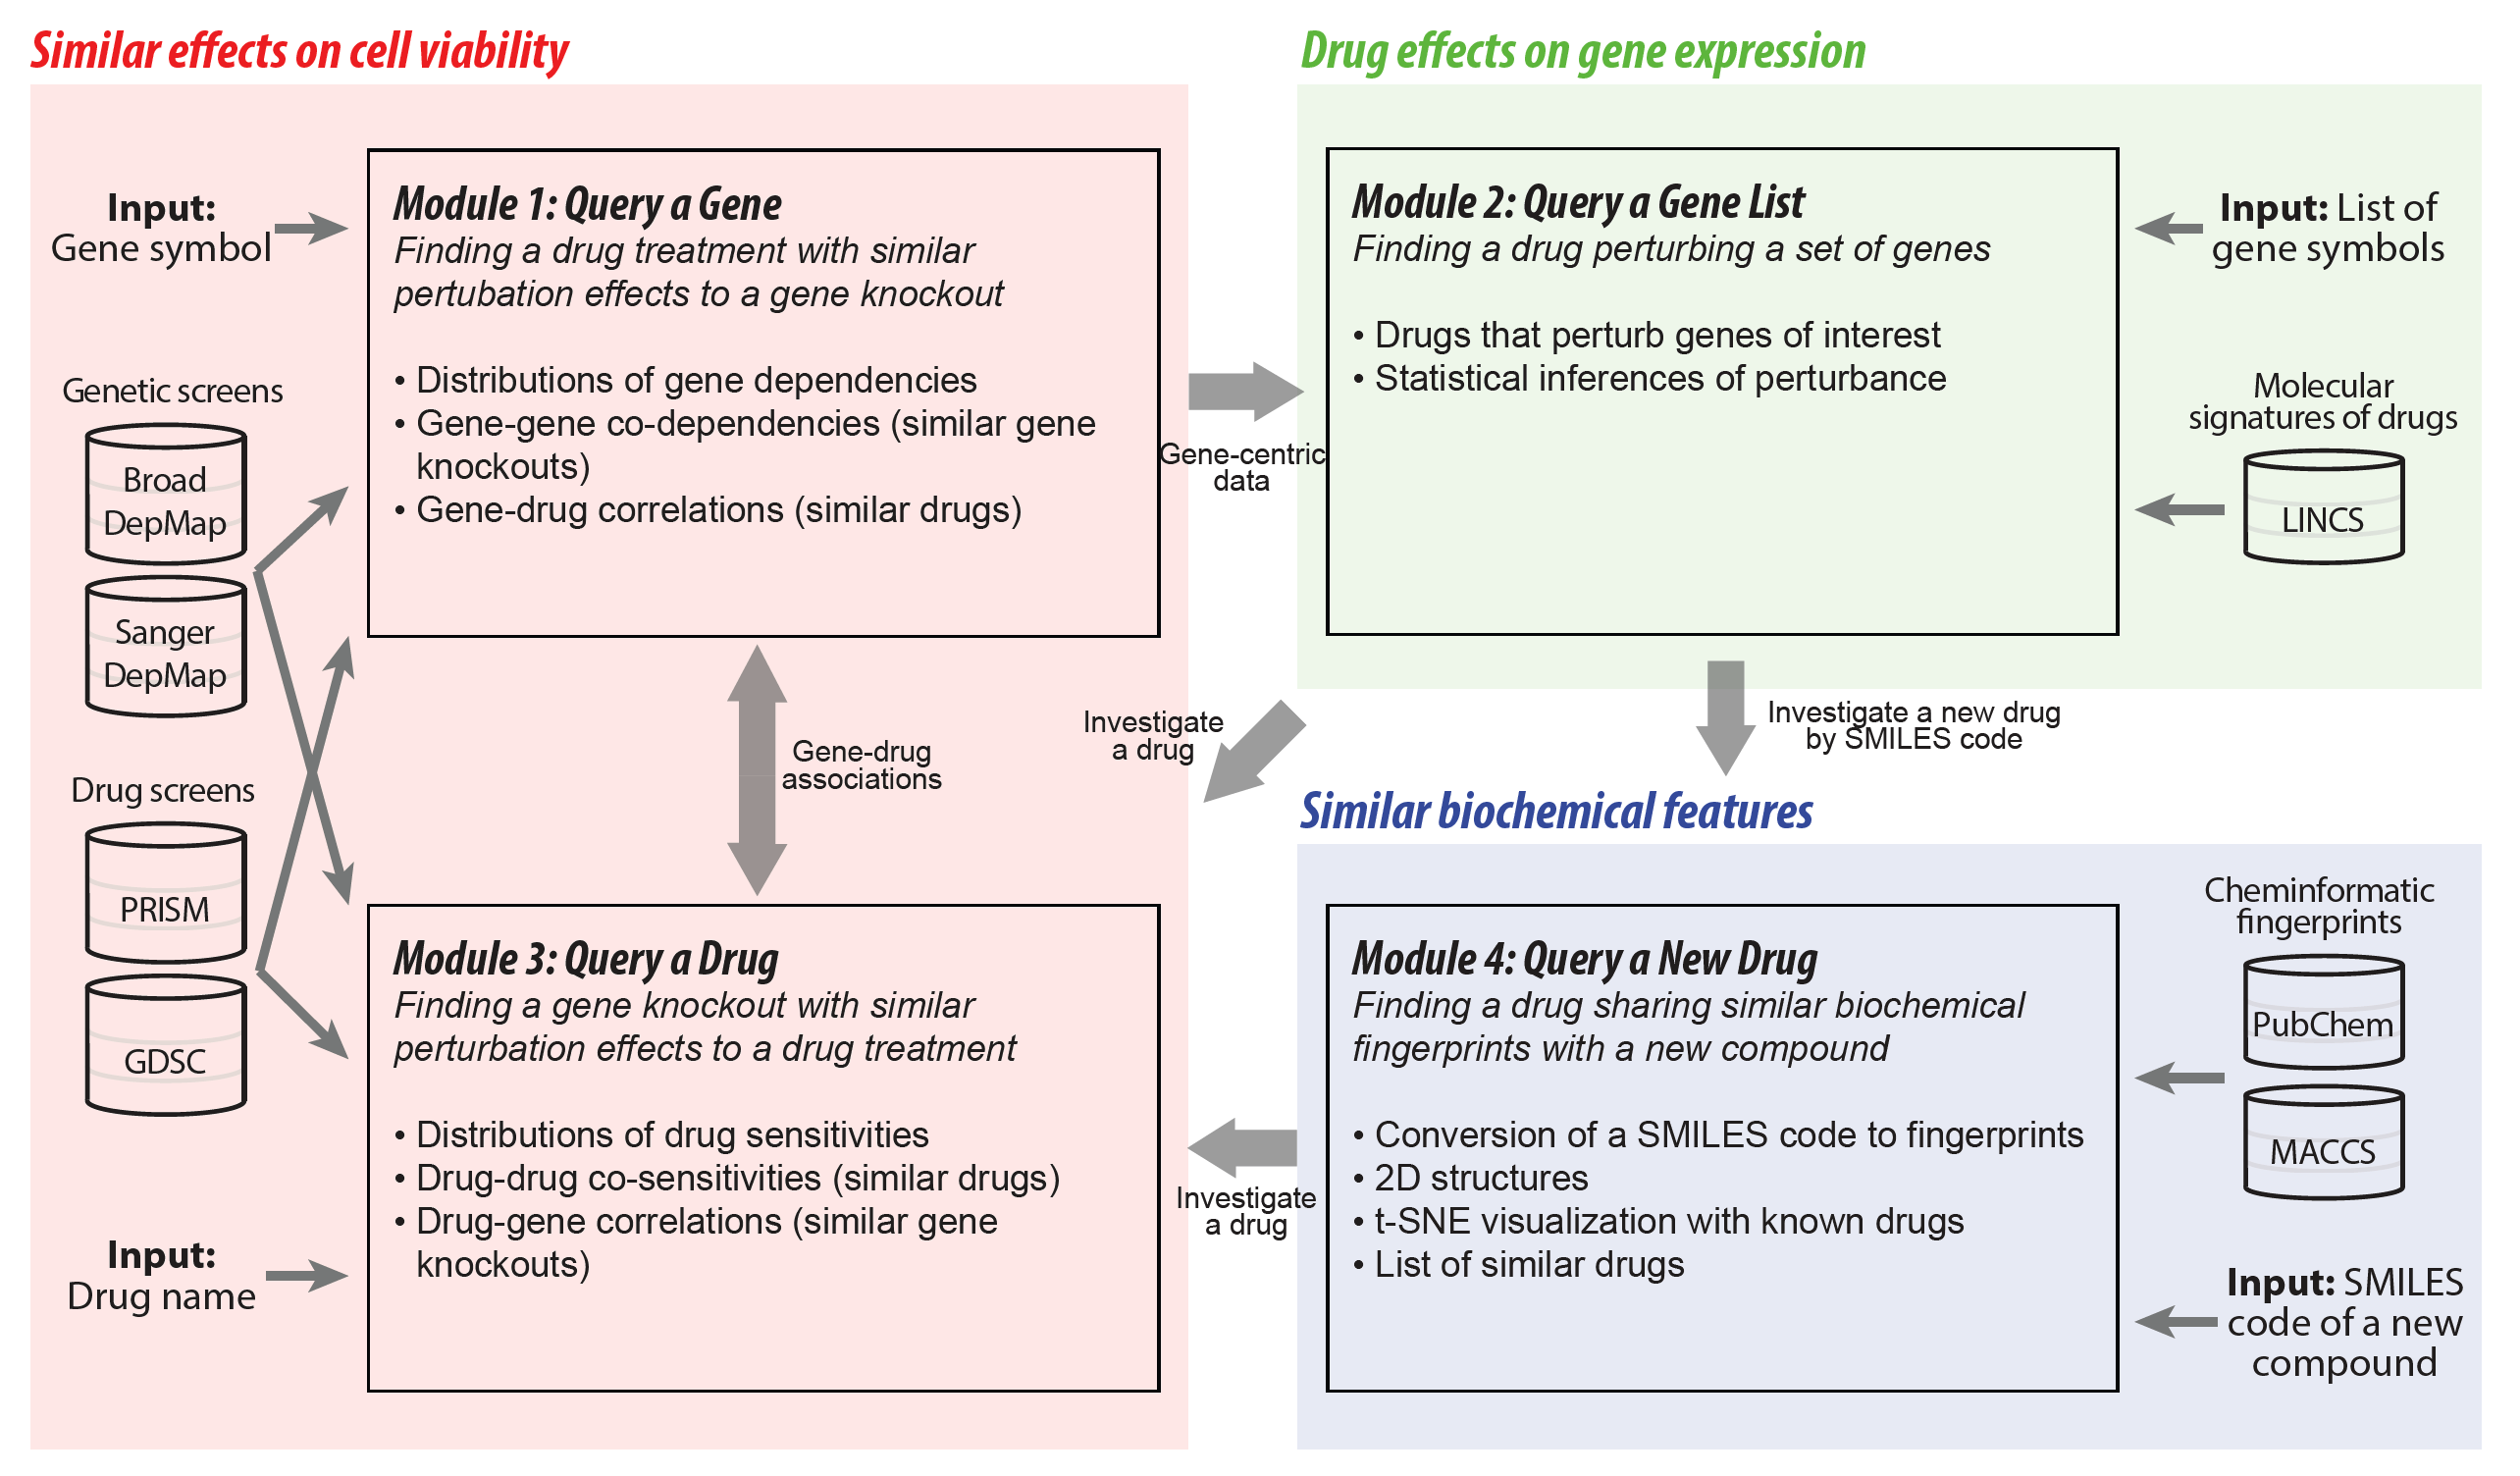 Similar effects on cell viability
Input:
Gene symbol
Genetic screens
Broad
DepMap
Sanger
DepMap
Drug screens
PRISM
GDSC
Input:
Drug name
Module 1: Query a Gene
Finding a drug treatment with similar
pertubation effects to a gene knockout
• Distributions of gene dependencies
• Gene-gene co-dependencies (similar gene
knockouts)
• Gene-drug correlations (similar drugs)
Gene-drug
associations
Module 3: Query a Drug
Finding a gene knockout with similar
perturbation effects to a drug treatment
• Distributions of drug sensitivities
• Drug-drug co-sensitivities (similar drugs)
• Drug-gene correlations (similar gene
knockouts)
Gene-centric
data
Investigate
a drug
Investigate
a drug
Drug effects on gene expression
Module 2: Query a Gene List
Finding a drug perturbing a set of genes
• Drugs that perturb genes of interest
• Statistical inferences of perturbance
Input: List of
gene symbols
Molecular
signatures of drugs
LINCS
Investigate a new drug
by SMILES code
Similar biochemical features
Module 4: Query a New Drug
Finding a drug sharing similar biochemical
fingerprints with a new compound
• Conversion of a SMILES code to fingerprints
• 2D structures
• t-SNE visualization with known drugs
• List of similar drugs
Cheminformatic
fingerprints
PubChem
MACCS
Input: SMILES
code of a new
compound